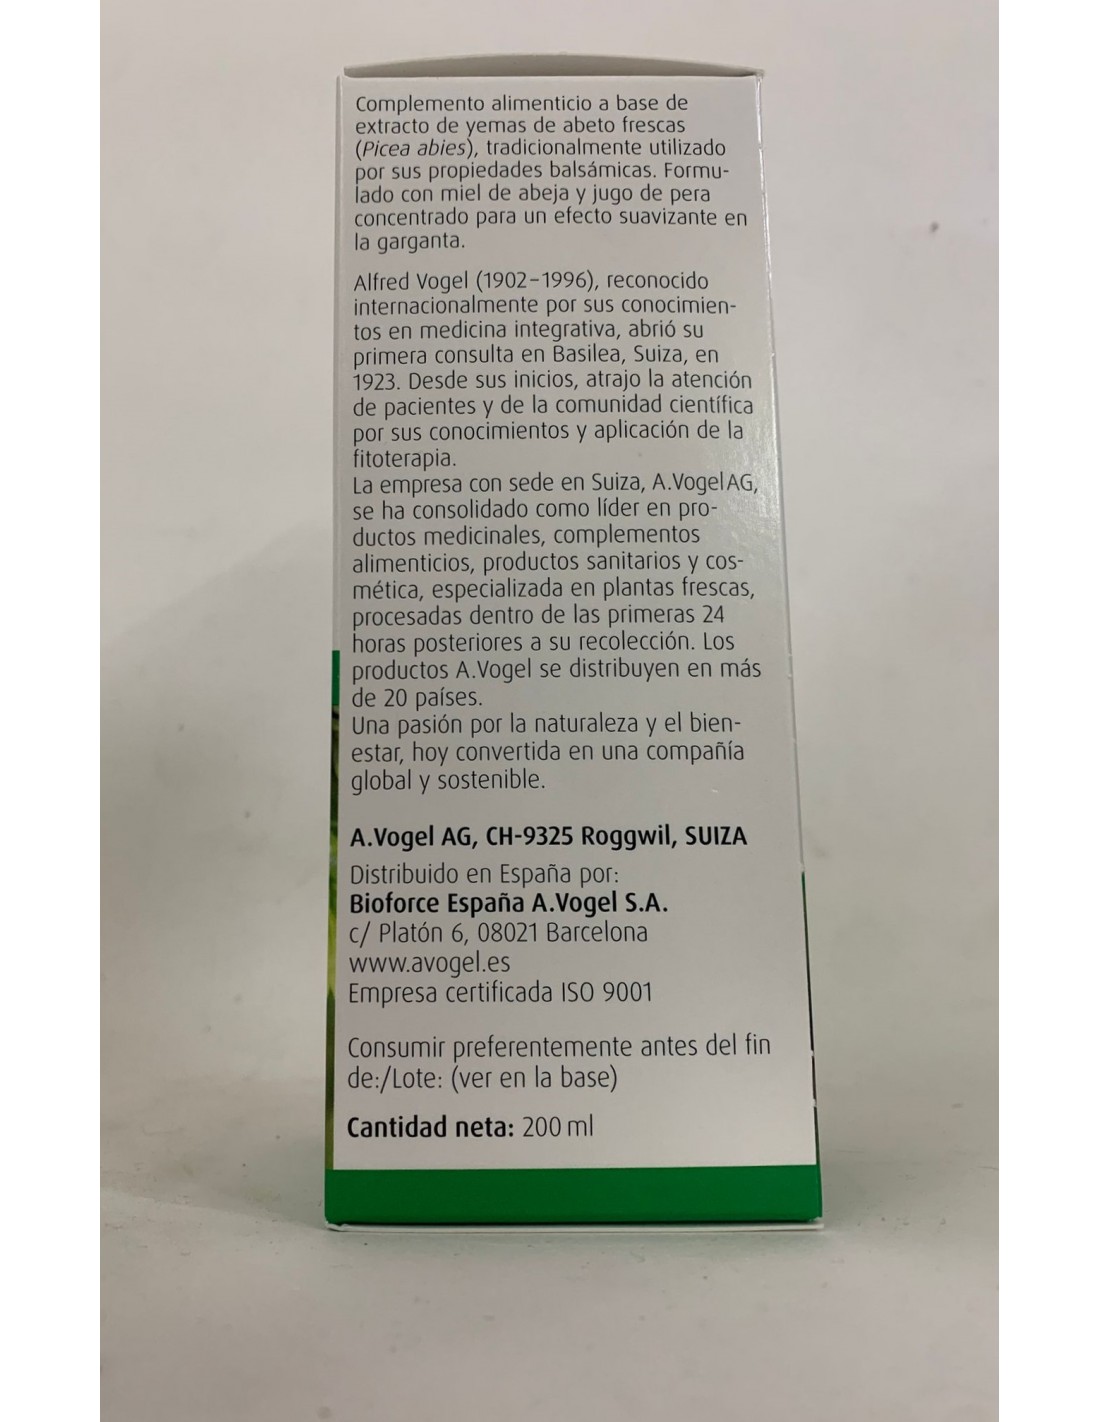 Complemento alimenticio a base de
extracto de yemas de abeto frescas
(Picea abies), tradicionalmente utilizado
por sus propiedades balsámicas. Formu-
lado con miel de abeja y jugo de pera
concentrado para un efecto suavizante en
la garganta.
Alfred Vogel (1902-1996), reconocido
internacionalmente por sus conocimien-
tos en medicina integrativa, abrió su
primera consulta en Basilea, Suiza, en
1923. Desde sus inicios, atrajo la atención
de pacientes y de la comunidad científica
por sus conocimientos y aplicación de la
fitoterapia.
La empresa con sede en Suiza, A.Vogel AG,
se ha consolidado como líder en pro-
ductos medicinales, complementos
alimenticios, productos sanitarios y cos-
mética, especializada en plantas frescas,
procesadas dentro de las primeras 24
horas posteriores a su recolección. Los
productos A.Vogel se distribuyen en más
de 20 países.
Una pasión por la naturaleza y el bien-
estar, hoy convertida en una compañía
global y sostenible.
A.Vogel AG, CH-9325 Roggwil, SUIZA
Distribuido en España por:
Bioforce España A.Vogel S.A.
c/ Platón 6, 08021 Barcelona
www.avogel.es
Empresa certificada ISO 9001
Consumir preferentemente antes del fin
de:/Lote: (ver en la base)
Cantidad neta: 200 ml